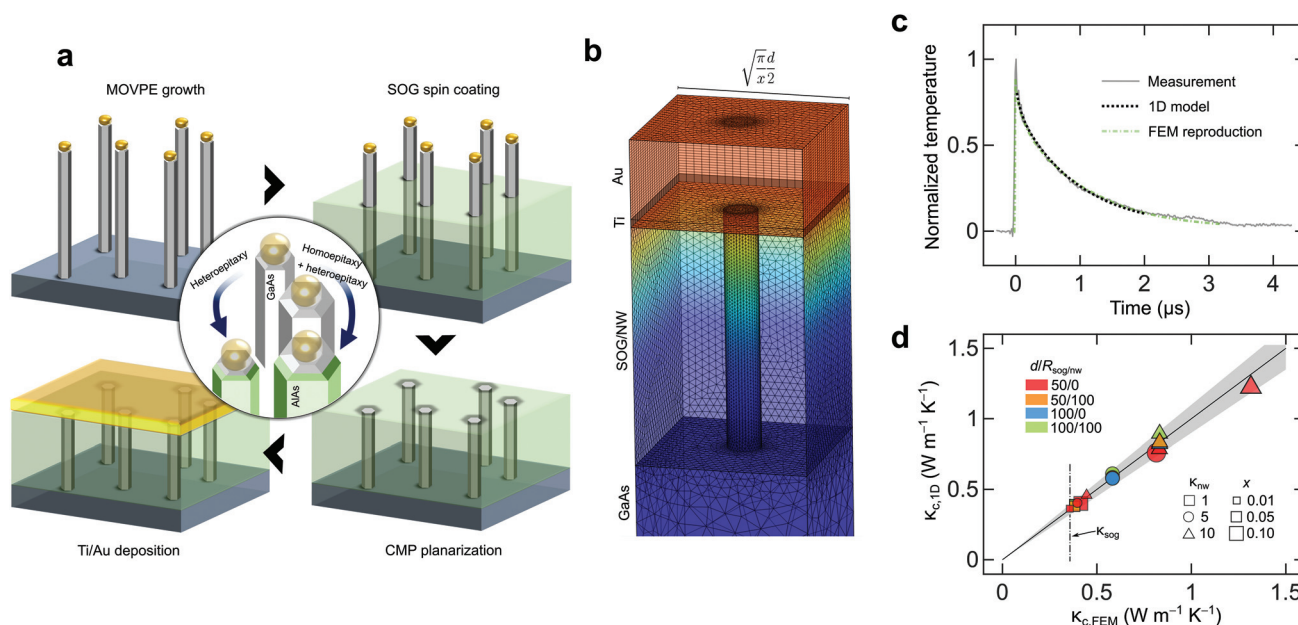 a
MOVPE growth
SOG spin coating
Heteroepitaxy
GaAs
Homoepitaxy
+ heteroepitaxy
AlAs
Ti/Au deposition
CMP planarization
b
√(π/x) d/2
Au
Ti
SOG/NW
GaAs
c
Normalized temperature
1
0.5
0
Measurement
1D model
FEM reproduction
0 1 2 3 4
Time (μs)
d
κc,1D (W m⁻¹ K⁻¹)
1.5
1.0
0.5
0
d/Rsog/nw
50/0
50/100
100/0
100/100
κsog
κnw x
1 0.01
5 0.05
10 0.10
0 0.5 1 1.5
κc,FEM (W m⁻¹ K⁻¹)